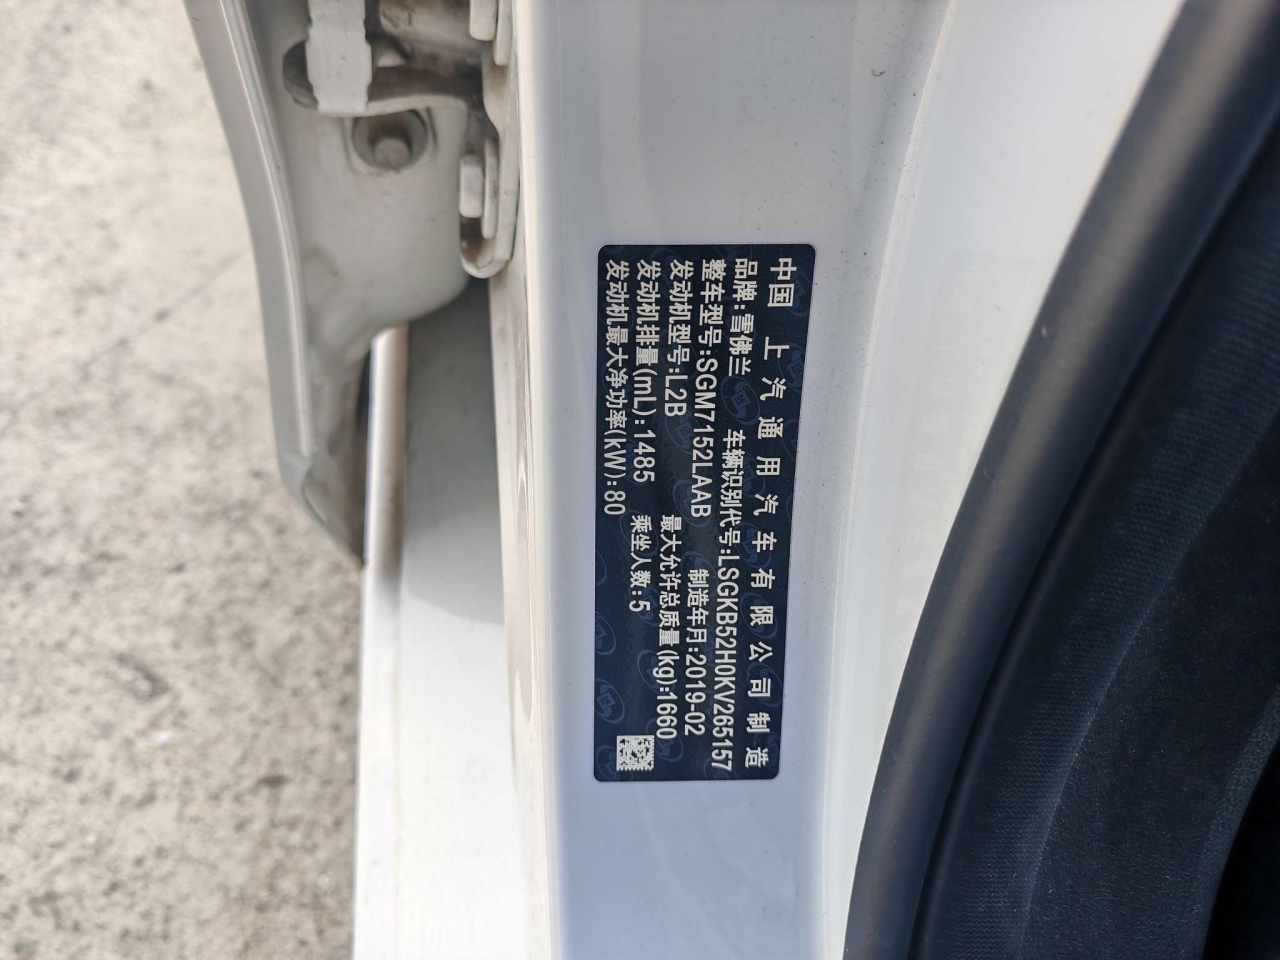 中国 上汽通用汽车有限公司制造
品牌:雪佛兰 车辆识别代号:LSGKB52H0KV265157
整车型号:SGM7152LAAB 制造年月:2019-02
发动机型号:L2B 最大允许总质量(kg):1660
发动机排量(mL):1485 乘坐人数:5
发动机最大净功率(kW):80